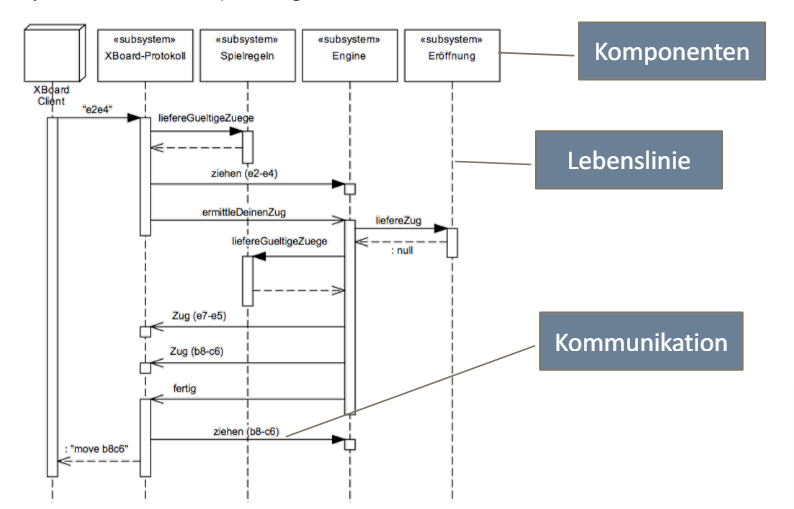 «subsystem»
XBoard-Protokoll
«subsystem»
Spielregeln
«subsystem»
Engine
«subsystem»
Eröffnung
Komponenten
XBoard
Client
"e2e4"
liefereGueltigeZuege
Lebenslinie
ziehen (e2-e4)
ermittleDeinenZug
liefereZug
liefereGueltigeZuege
: null
Zug (e7-e5)
Kommunikation
Zug (b8-c6)
fertig
ziehen (b8-c6)
: "move b8c6"